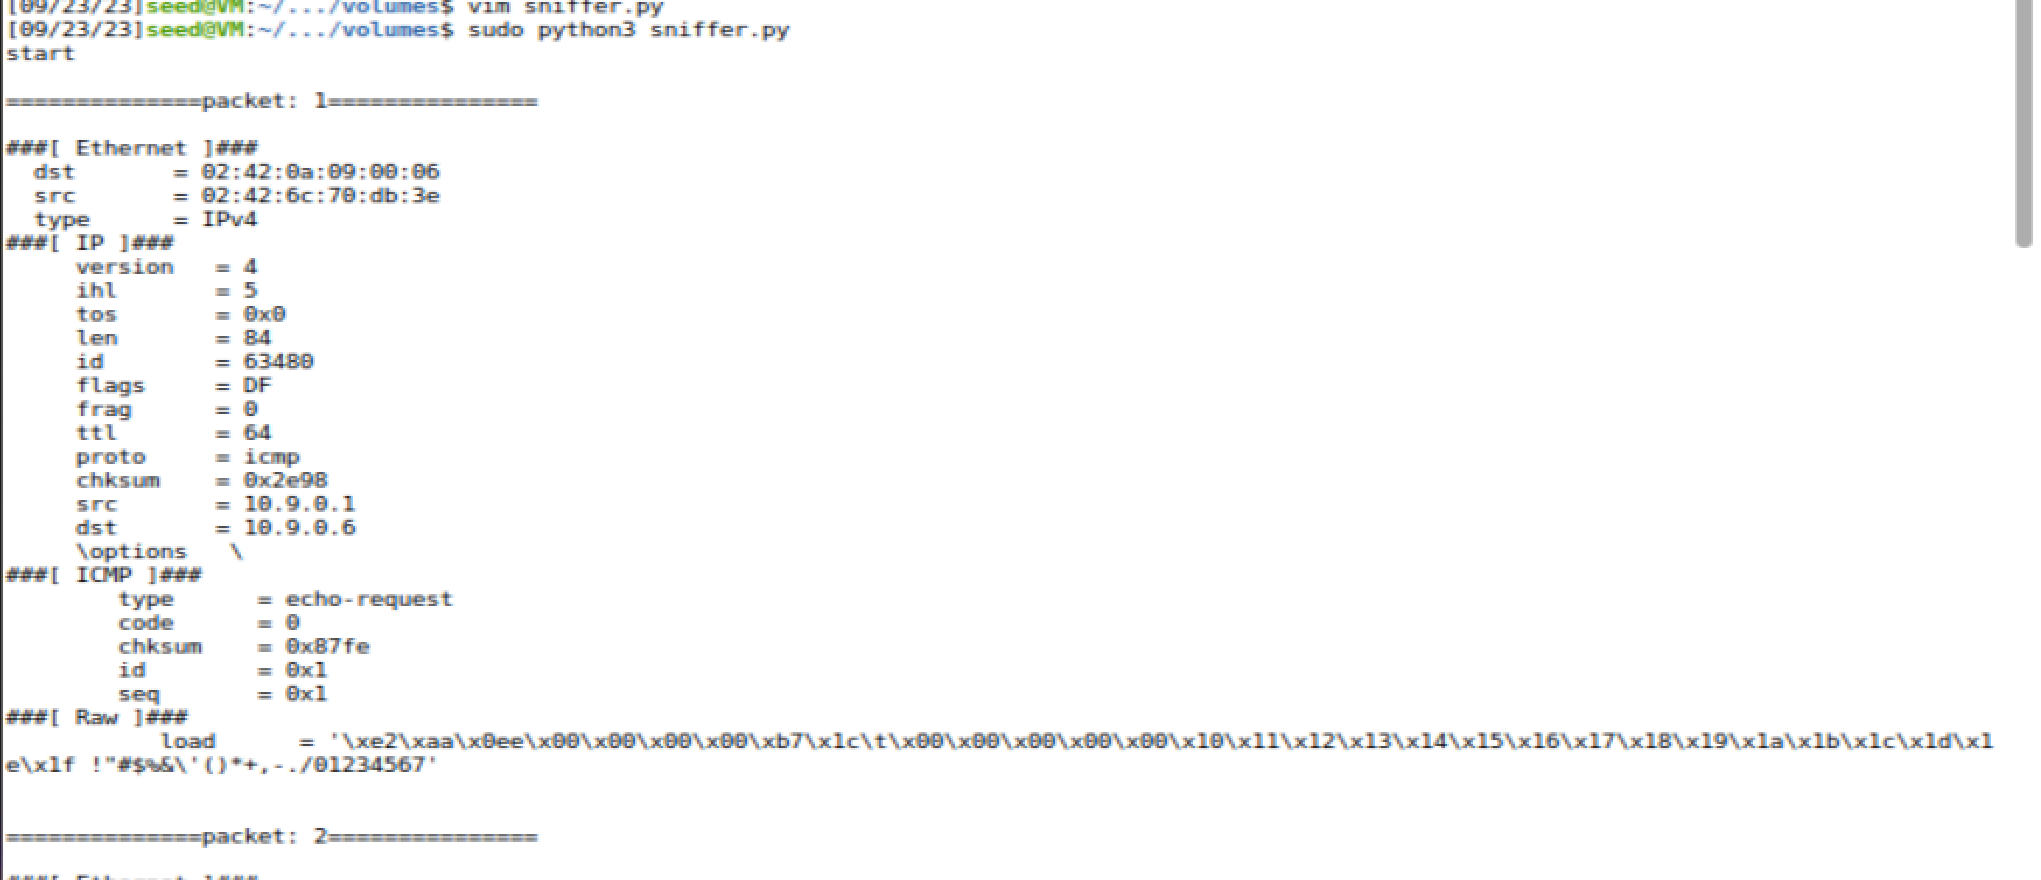 [09/23/23]seed@VM:~/.../volumes$ vim sniffer.py
[09/23/23]seed@VM:~/.../volumes$ sudo python3 sniffer.py
start
==============packet: 1===============
###[ Ethernet ]###
  dst       = 02:42:0a:09:00:06
  src       = 02:42:6c:70:db:3e
  type      = IPv4
###[ IP ]###
     version   = 4
     ihl       = 5
     tos       = 0x0
     len       = 84
     id        = 63480
     flags     = DF
     frag      = 0
     ttl       = 64
     proto     = icmp
     chksum    = 0x2e98
     src       = 10.9.0.1
     dst       = 10.9.0.6
     \options   \
###[ ICMP ]###
        type      = echo-request
        code      = 0
        chksum    = 0x87fe
        id        = 0x1
        seq       = 0x1
###[ Raw ]###
           load      = '\xe2\xaa\x0ee\x00\x00\x00\x00\xb7\x1c\t\x00\x00\x00\x00\x00\x10\x11\x12\x13\x14\x15\x16\x17\x18\x19\x1a\x1b\x1c\x1d\x1
e\x1f !"#$%&\'()*+,-./01234567'
==============packet: 2===============
###[ Ethernet ]###